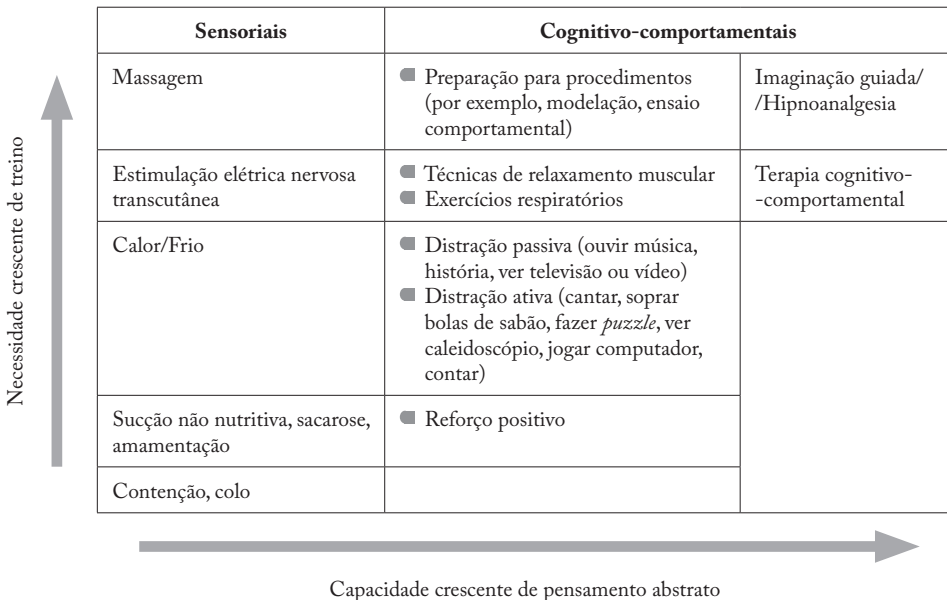 Sensoriais
Cognitivo-comportamentais
Massagem
Preparação para procedimentos
(por exemplo, modelação, ensaio
comportamental)
Imaginação guiada/
/Hipnoanalgesia
Estimulação elétrica nervosa
transcutânea
Técnicas de relaxamento muscular
Exercícios respiratórios
Terapia cognitivo-
-comportamental
Calor/Frio
Distração passiva (ouvir música,
história, ver televisão ou vídeo)
Distração ativa (cantar, soprar
bolas de sabão, fazer puzzle, ver
caleidoscópio, jogar computador,
contar)
Sucção não nutritiva, sacarose,
amamentação
Reforço positivo
Contenção, colo
Necessidade crescente de treino
Capacidade crescente de pensamento abstrato